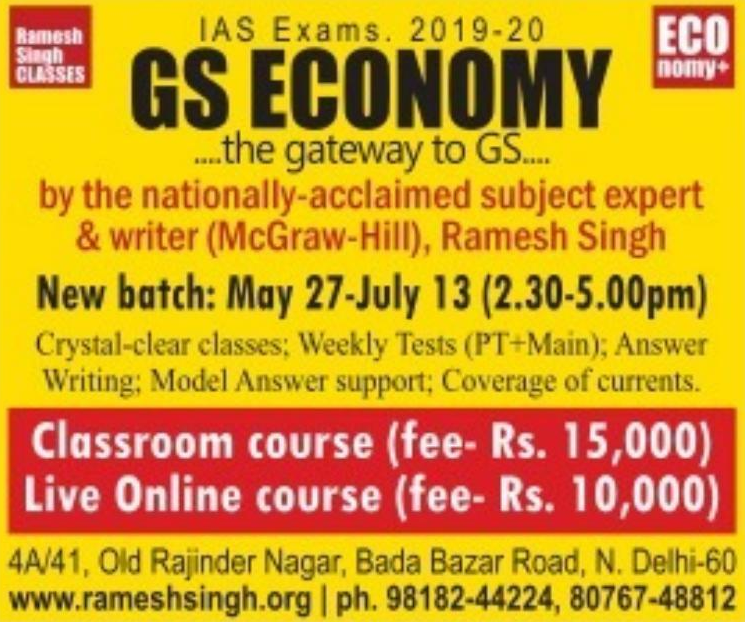 Ramesh
Singh
CLASSES
IAS Exams. 2019-20
ECO
nomy+
GS ECONOMY
....the gateway to GS....
by the nationally-acclaimed subject expert
& writer (McGraw-Hill), Ramesh Singh
New batch: May 27-July 13 (2.30-5.00pm)
Crystal-clear classes; Weekly Tests (PT+Main); Answer
Writing; Model Answer support; Coverage of currents.
Classroom course (fee- Rs. 15,000)
Live Online course (fee- Rs. 10,000)
4A/41, Old Rajinder Nagar, Bada Bazar Road, N. Delhi-60
www.rameshsingh.org | ph. 98182-44224, 80767-48812